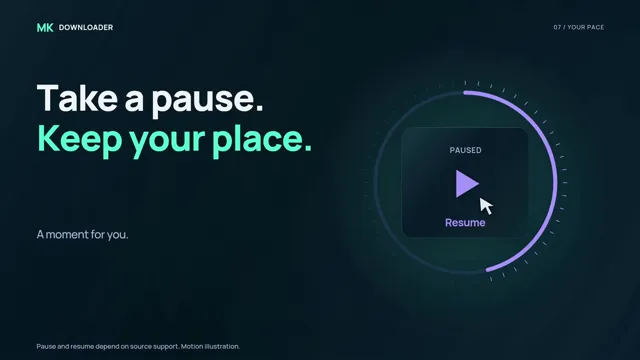 MK DOWNLOADER
07 / YOUR PACE
Take a pause.
Keep your place.
PAUSED
Resume
A moment for you.
Pause and resume depend on source support. Motion illustration.